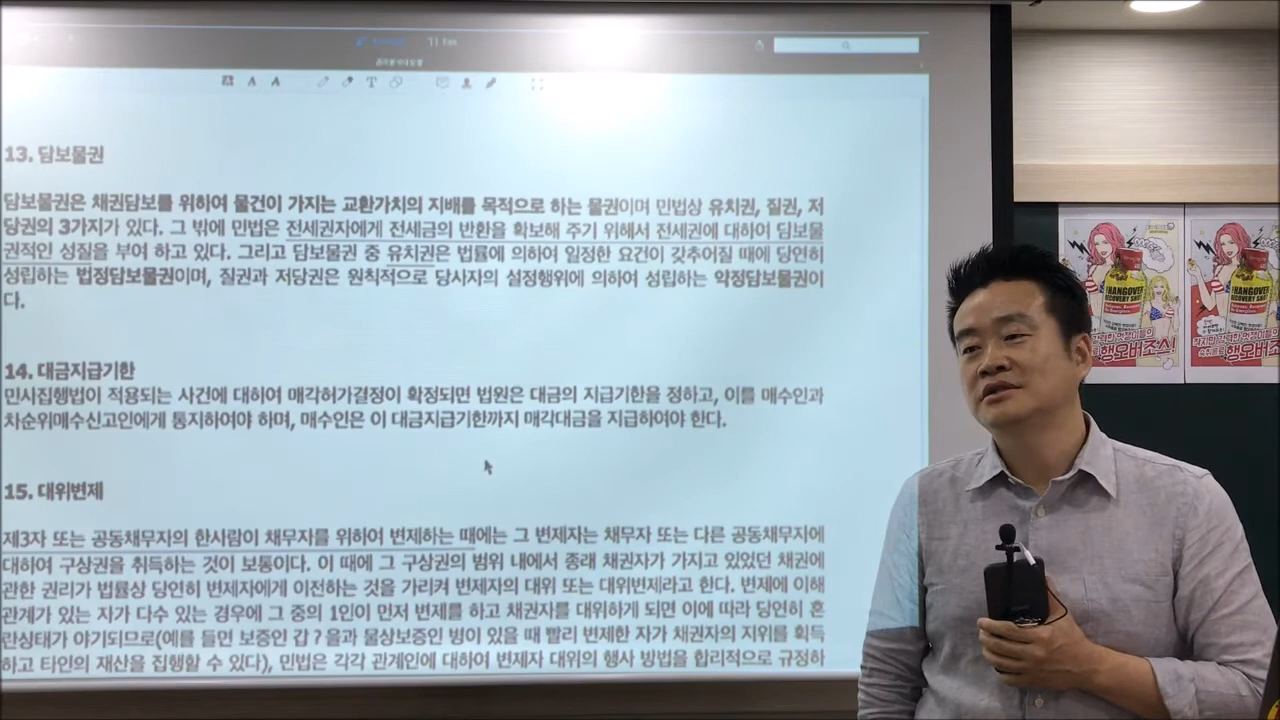 13. 담보물권
담보물권은 채권담보를 위하여 물건이 가지는 교환가치의 지배를 목적으로 하는 물권이며 민법상 유치권, 질권, 저
당권의 3가지가 있다. 그 밖에 민법은 전세권자에게 전세금의 반환을 확보해 주기 위해서 전세권에 대하여 담보물
권적인 성질을 부여 하고 있다. 그리고 담보물권 중 유치권은 법률에 의하여 일정한 요건이 갖추어질 때에 당연히
성립하는 법정담보물권이며, 질권과 저당권은 원칙적으로 당사자의 설정행위에 의하여 성립하는 약정담보물권이
다.
14. 대금지급기한
민사집행법이 적용되는 사건에 대하여 매각허가결정이 확정되면 법원은 대금의 지급기한을 정하고, 이를 매수인과
차순위매수신고인에게 통지하여야 하며, 매수인은 이 대금지급기한까지 매각대금을 지급하여야 한다.
15. 대위변제
제3자 또는 공동채무자의 한사람이 채무자를 위하여 변제하는 때에는 그 변제자는 채무자 또는 다른 공동채무자에
대하여 구상권을 취득하는 것이 보통이다. 이 때에 그 구상권의 범위 내에서 종래 채권자가 가지고 있었던 채권에
관한 권리가 법률상 당연히 변제자에게 이전하는 것을 가리켜 변제자의 대위 또는 대위변제라고 한다. 변제에 이해
관계가 있는 자가 다수 있는 경우에 그 중의 1인이 먼저 변제를 하고 채권자를 대위하게 되면 이에 따라 당연히 혼
란상태가 야기되므로(예를 들면 보증인 갑?을과 물상보증인 병이 있을 때 빨리 변제한 자가 채권자의 지위를 획득
하고 타인의 재산을 집행할 수 있다), 민법은 각각 관계인에 대하여 변제자 대위의 행사 방법을 합리적으로 규정하
HANGOVER
RECOVERY SHOT
행오버조심!
HANGOVER
RECOVERY SHOT
행오버조심!